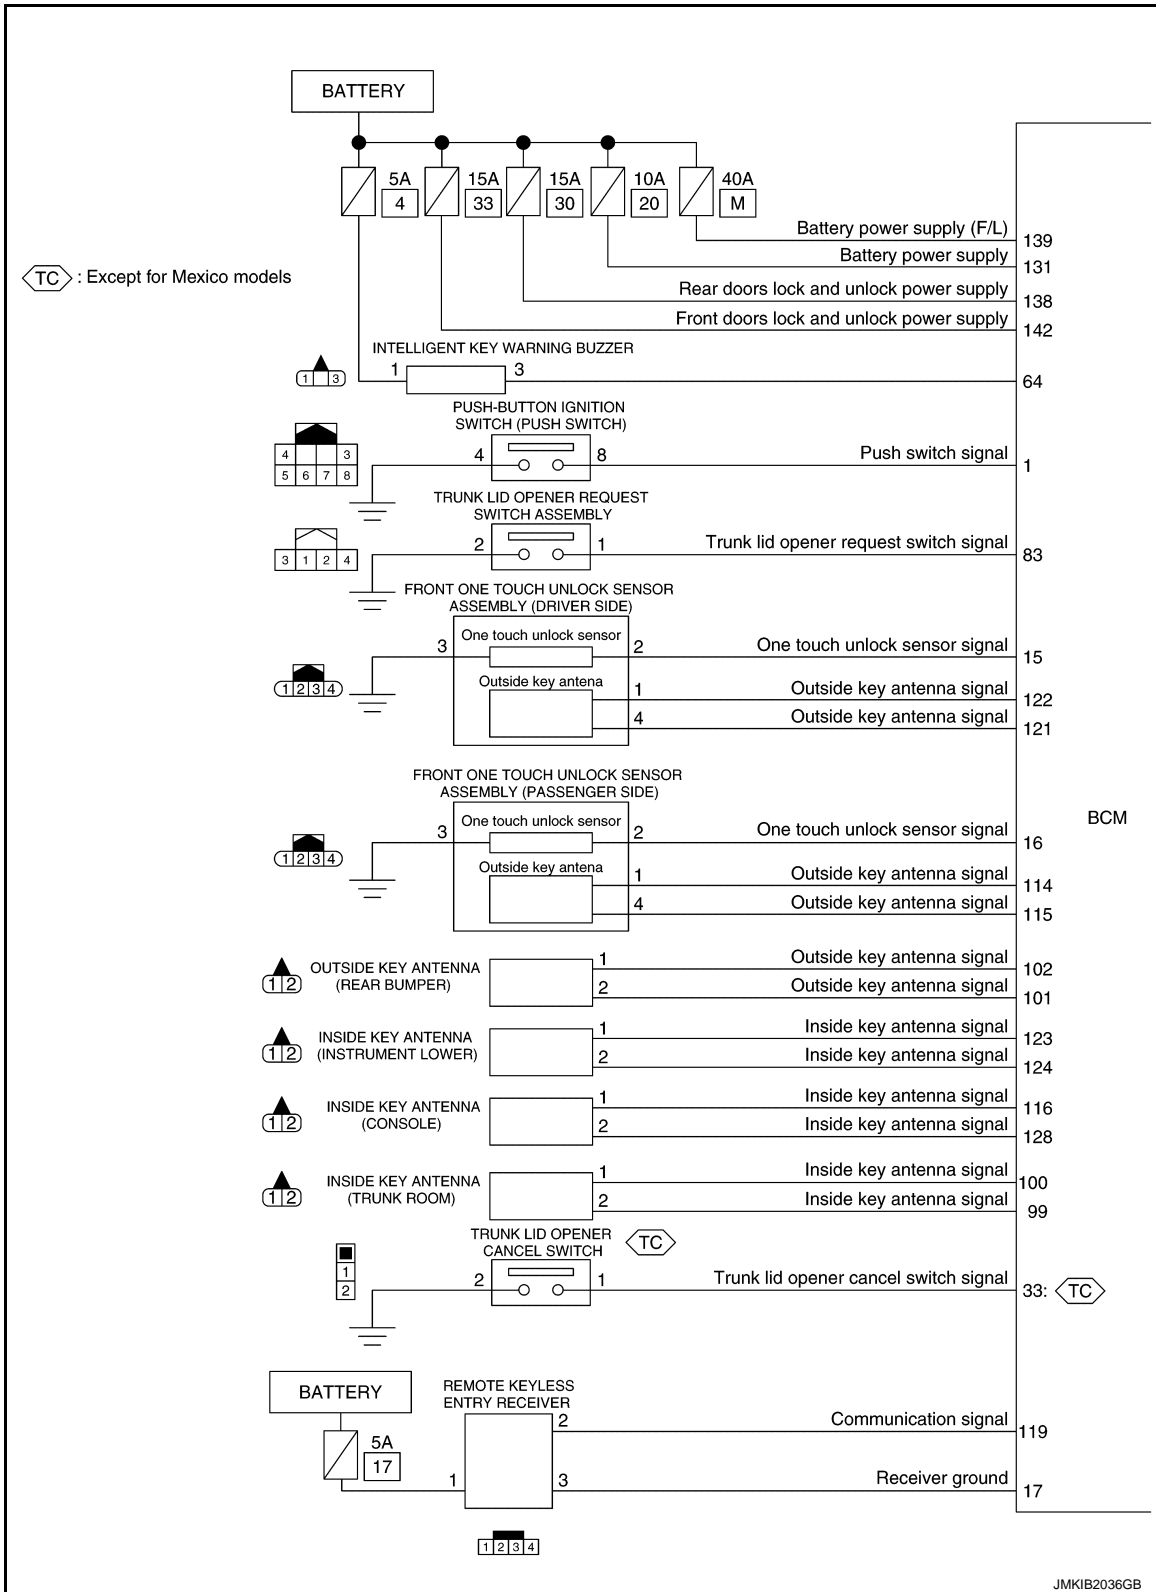 BATTERY
5A
4
15A
33
15A
30
10A
20
40A
M
Battery power supply (F/L)
139
Battery power supply
131
TC : Except for Mexico models
Rear doors lock and unlock power supply
138
Front doors lock and unlock power supply
142
INTELLIGENT KEY WARNING BUZZER
1 3
1
3
64
PUSH-BUTTON IGNITION
SWITCH (PUSH SWITCH)
4 3
5 6 7 8
4
8
Push switch signal
1
TRUNK LID OPENER REQUEST
SWITCH ASSEMBLY
3 1 2 4
2
1
Trunk lid opener request switch signal
83
FRONT ONE TOUCH UNLOCK SENSOR
ASSEMBLY (DRIVER SIDE)
One touch unlock sensor
3
2
One touch unlock sensor signal
15
1 2 3 4
Outside key antena
1
Outside key antenna signal
122
4
Outside key antenna signal
121
FRONT ONE TOUCH UNLOCK SENSOR
ASSEMBLY (PASSENGER SIDE)
BCM
One touch unlock sensor
3
2
One touch unlock sensor signal
16
1 2 3 4
Outside key antena
1
Outside key antenna signal
114
4
Outside key antenna signal
115
1 2
OUTSIDE KEY ANTENNA
(REAR BUMPER)
1
Outside key antenna signal
102
2
Outside key antenna signal
101
1 2
INSIDE KEY ANTENNA
(INSTRUMENT LOWER)
1
Inside key antenna signal
123
2
Inside key antenna signal
124
1 2
INSIDE KEY ANTENNA
(CONSOLE)
1
Inside key antenna signal
116
2
Inside key antenna signal
128
1 2
INSIDE KEY ANTENNA
(TRUNK ROOM)
1
Inside key antenna signal
100
2
Inside key antenna signal
99
TRUNK LID OPENER
CANCEL SWITCH
TC
1
2
2
1
Trunk lid opener cancel switch signal
33: TC
BATTERY
5A
17
REMOTE KEYLESS
ENTRY RECEIVER
2
Communication signal
119
1
3
Receiver ground
17
1 2 3 4
JMKIB2036GB